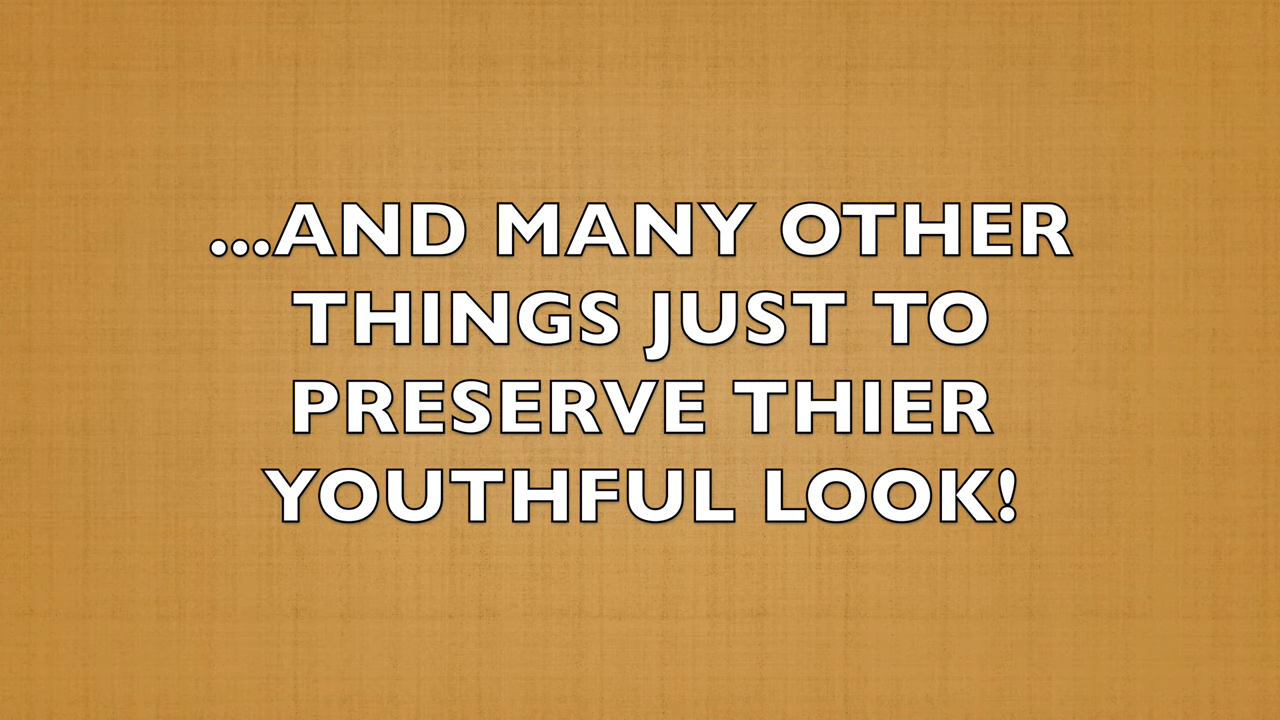 ...AND MANY OTHER
THINGS JUST TO
PRESERVE THIER
YOUTHFUL LOOK!